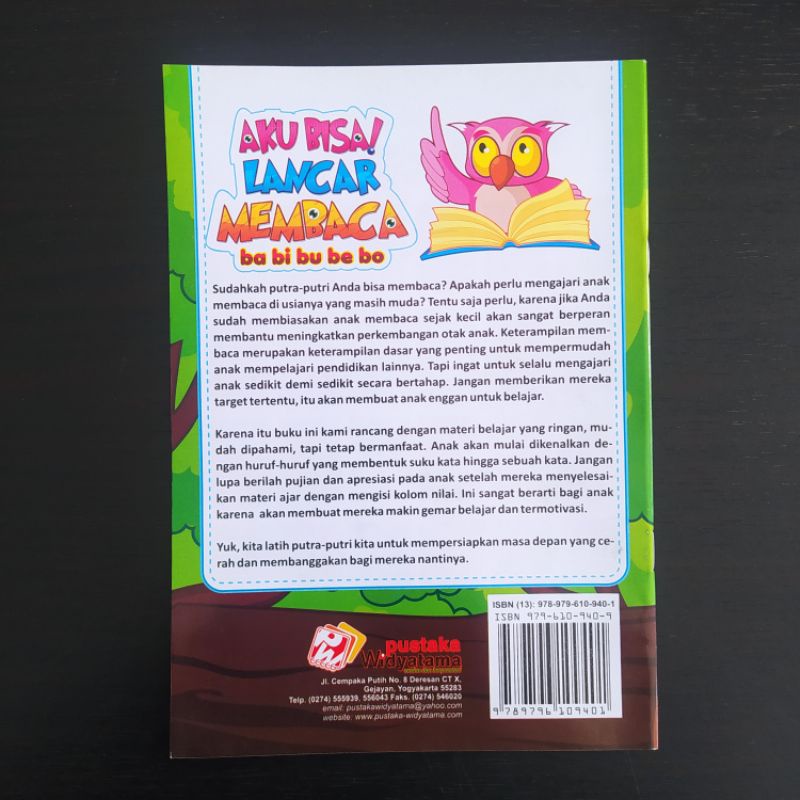 AKU BISA!
LANCAR
MEMBACA
ba bi bu be bo
Sudahkah putra-putri Anda bisa membaca? Apakah perlu mengajari anak
membaca di usianya yang masih muda? Tentu saja perlu, karena jika Anda
sudah membiasakan anak membaca sejak kecil akan sangat berperan
membantu meningkatkan perkembangan otak anak. Keterampilan mem-
baca merupakan keterampilan dasar yang penting untuk mempermudah
anak mempelajari pendidikan lainnya. Tapi ingat untuk selalu mengajari
anak sedikit demi sedikit secara bertahap. Jangan memberikan mereka
target tertentu, itu akan membuat anak enggan untuk belajar.
Karena itu buku ini kami rancang dengan materi belajar yang ringan, mu-
dah dipahami, tapi tetap bermanfaat. Anak akan mulai dikenalkan de-
ngan huruf-huruf yang membentuk suku kata hingga sebuah kata. Jangan
lupa berilah pujian dan apresiasi pada anak setelah mereka menyelesai-
kan materi ajar dengan mengisi kolom nilai. Ini sangat berarti bagi anak
karena akan membuat mereka makin gemar belajar dan termotivasi.
Yuk, kita latih putra-putri kita untuk mempersiapkan masa depan yang ce-
rah dan membanggakan bagi mereka nantinya.
ISBN (13): 978-979-610-940-1
ISBN 979-610-940-9
9 789796 109401
PW
pustaka
Widyatama
Jl. Cempaka Putih No. 8 Deresan CT X,
Gejayan, Yogyakarta 55283
Telp. (0274) 555939, 556043 Faks. (0274) 546020
email: pustakawidyatama@yahoo.com
website: www.pustaka-widyatama.com